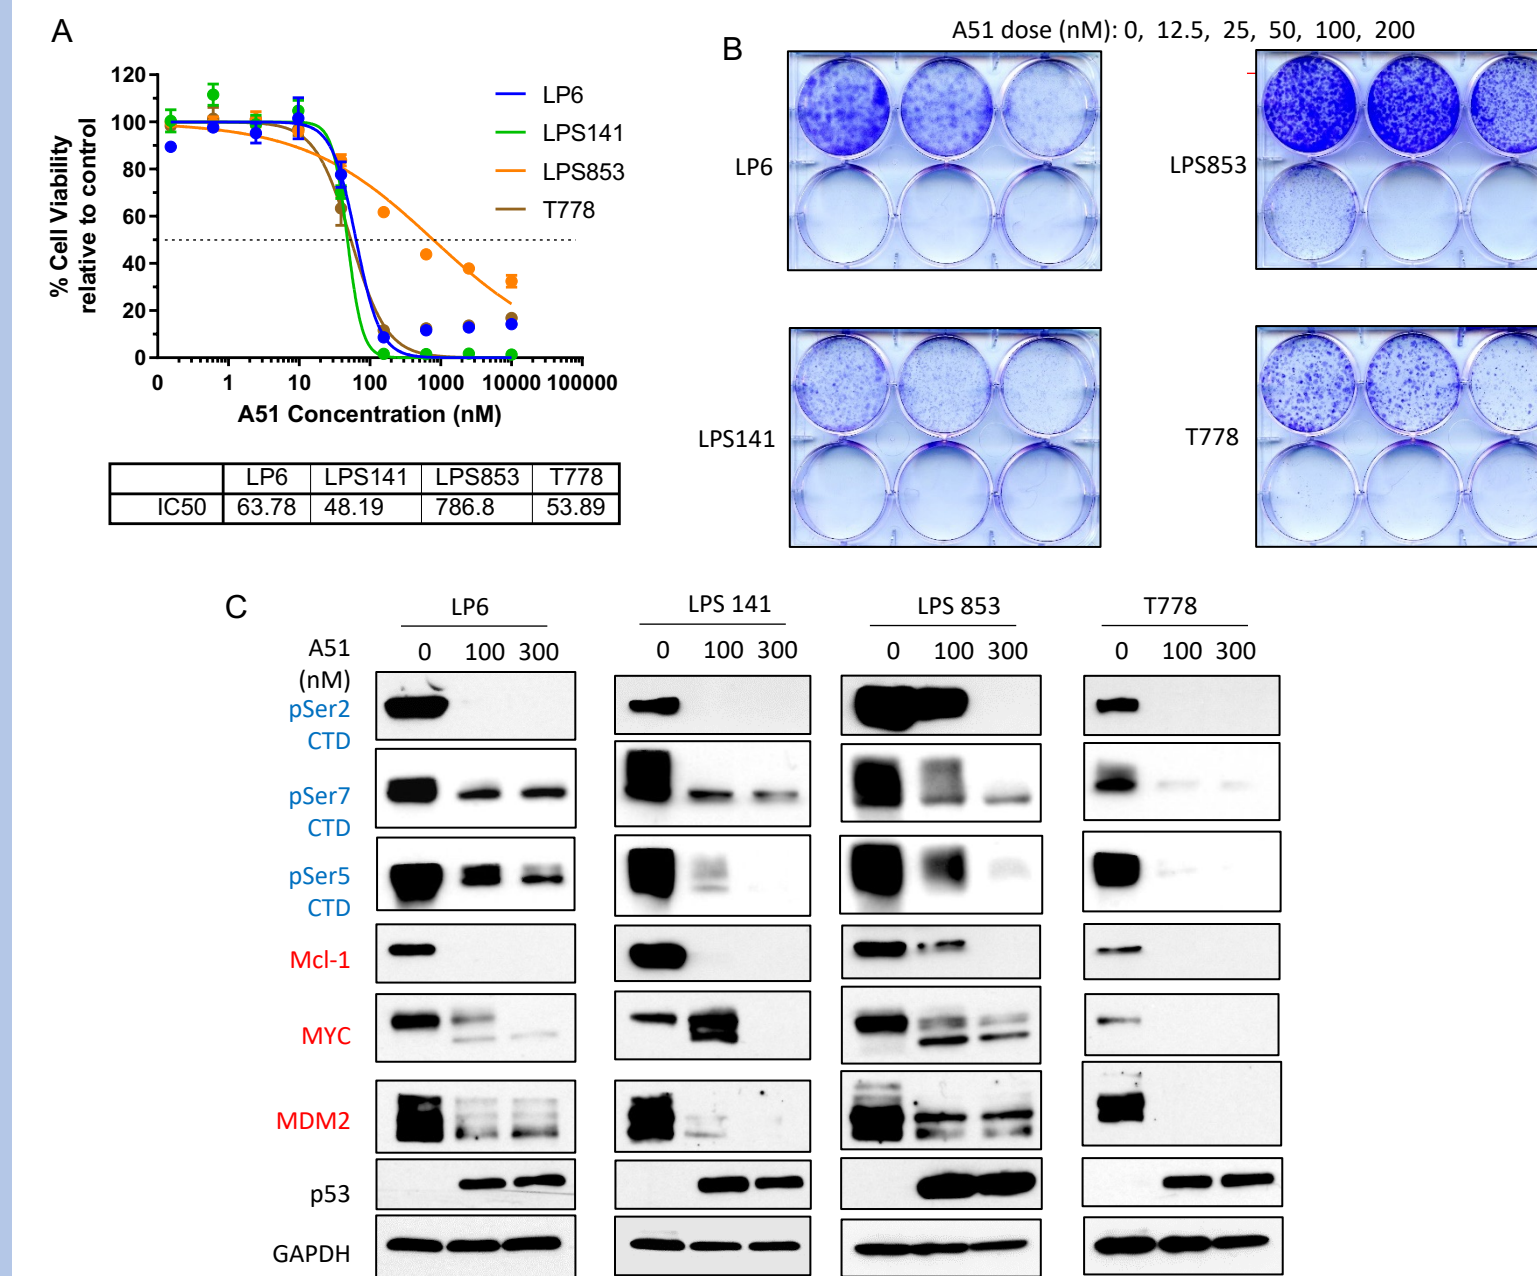 A
% Cell Viability
relative to control
120
100
80
60
40
20
0
0 1 10 100 1000 10000 100000
A51 Concentration (nM)
LP6
LPS141
LPS853
T778
LP6 LPS141 LPS853 T778
IC50 63.78 48.19 786.8 53.89
B
A51 dose (nM): 0, 12.5, 25, 50, 100, 200
LP6
LPS853
LPS141
T778
C
LP6 LPS 141 LPS 853 T778
A51 0 100 300 0 100 300 0 100 300 0 100 300
(nM)
pSer2
CTD
pSer7
CTD
pSer5
CTD
Mcl-1
MYC
MDM2
p53
GAPDH